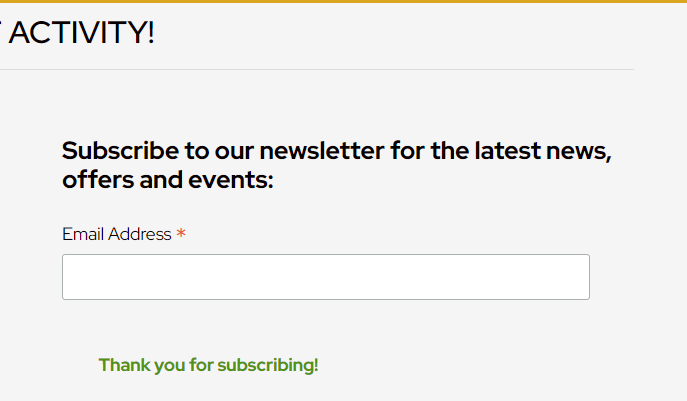 ACTIVITY!
Subscribe to our newsletter for the latest news,
offers and events:
Email Address *
Thank you for subscribing!